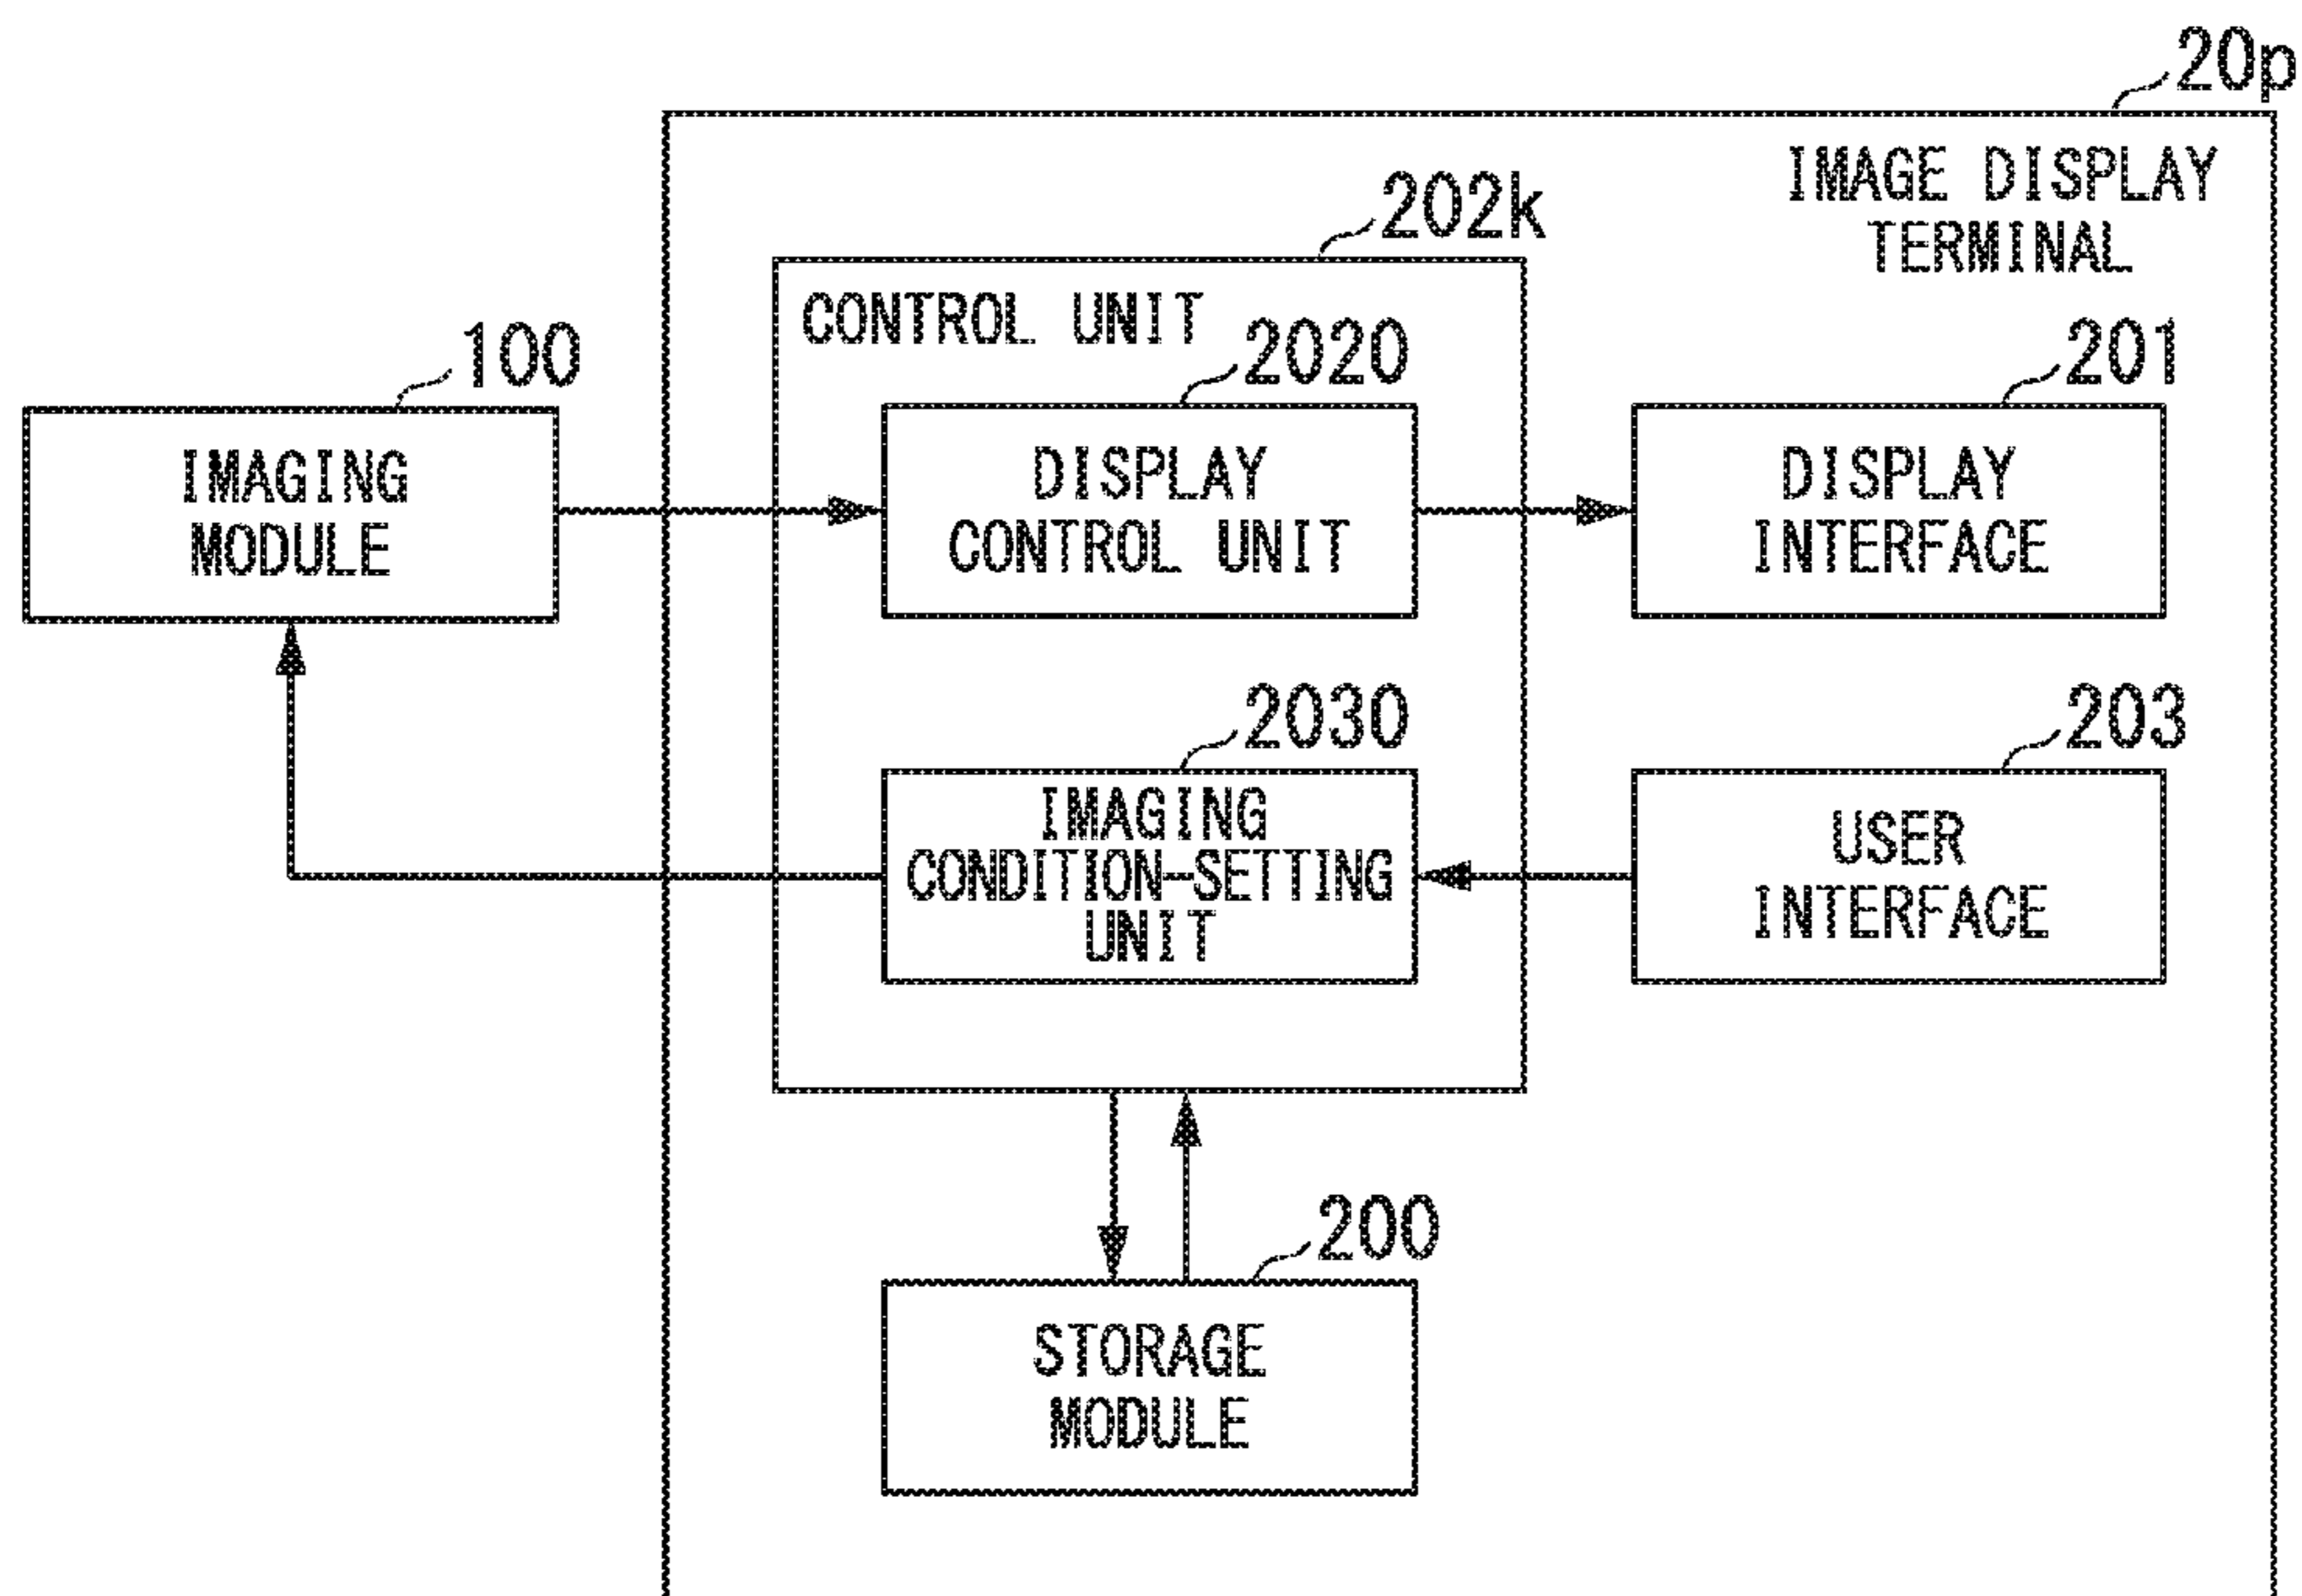 20p
IMAGE DISPLAY
TERMINAL
202k
CONTROL UNIT
100
IMAGING
MODULE
2020
DISPLAY
CONTROL UNIT
201
DISPLAY
INTERFACE
2030
IMAGING
CONDITION-SETTING
UNIT
203
USER
INTERFACE
200
STORAGE
MODULE